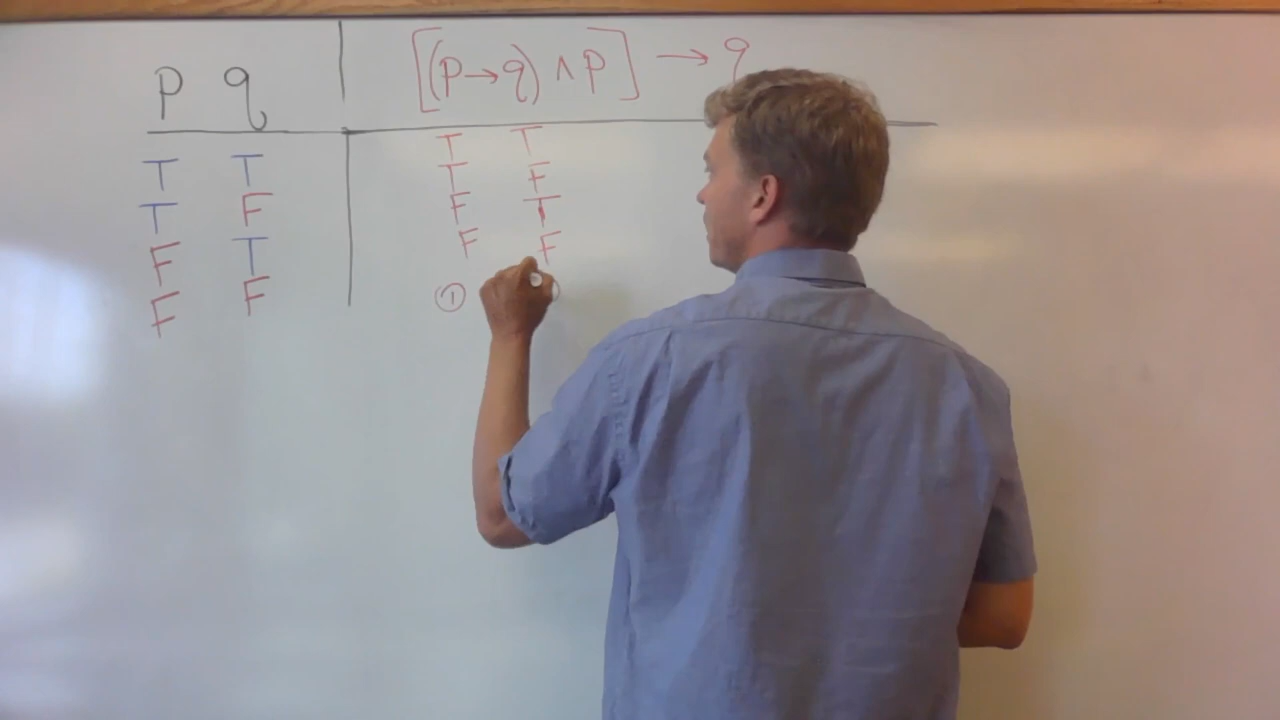 p q [(p→q) ∧ p] → q
T T T T
T F T F
F T F T
F F F F
①